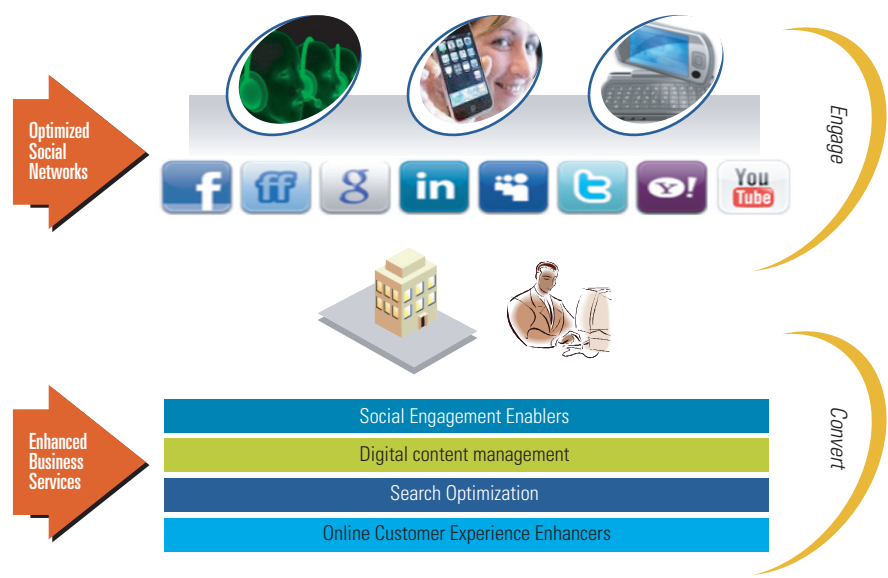 Optimized
Social
Networks
Engage
f
ff
g
in
t
Y!
You
Tube
Enhanced
Business
Services
Convert
Social Engagement Enablers
Digital content management
Search Optimization
Online Customer Experience Enhancers